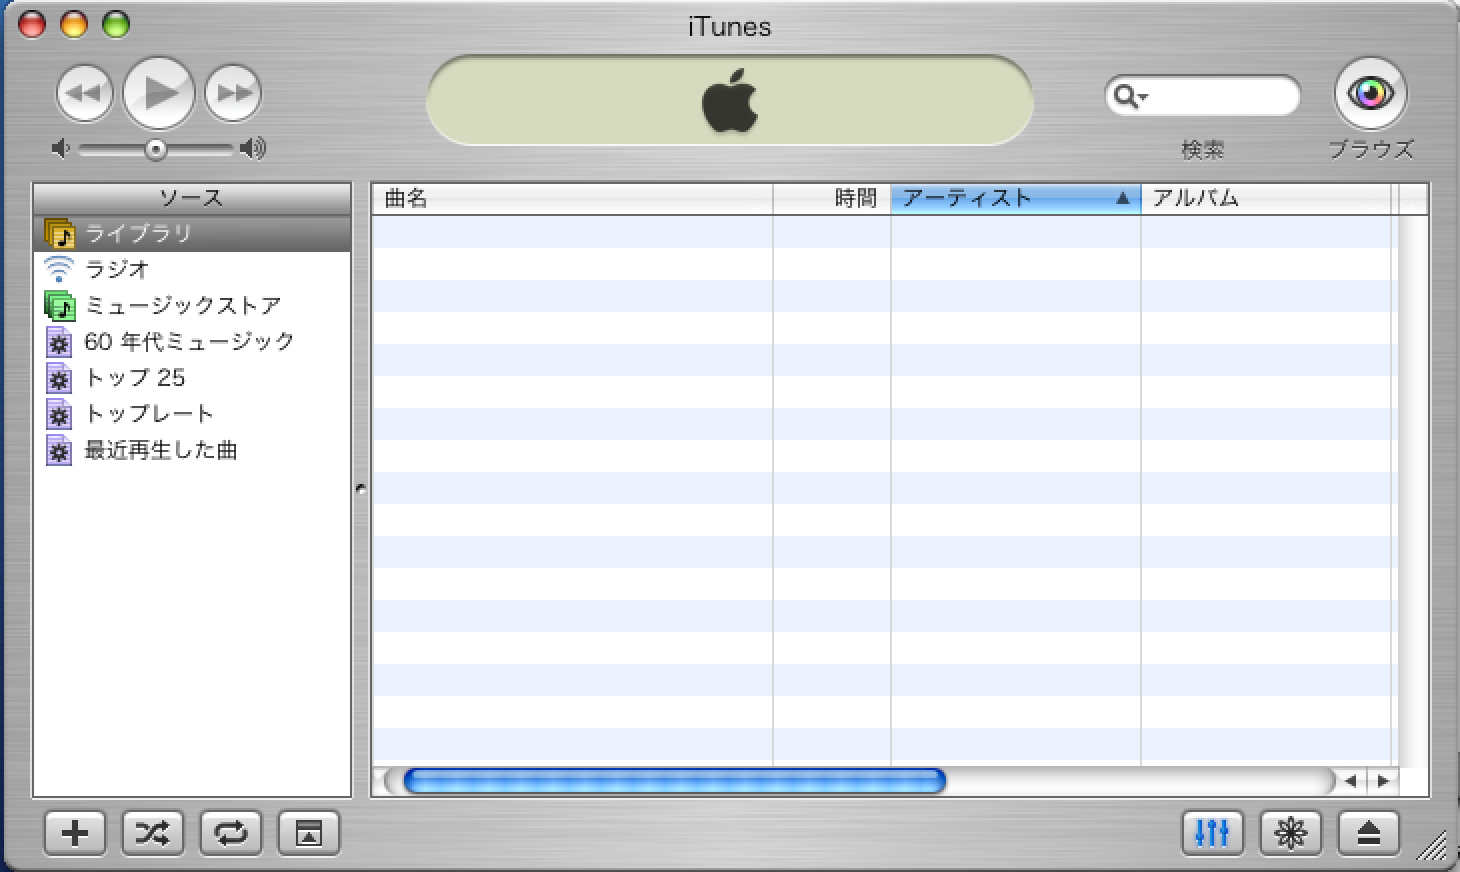 iTunes
検索
ブラウズ
ソース
ライブラリ
ラジオ
ミュージックストア
60 年代ミュージック
トップ 25
トップレート
最近再生した曲
曲名 時間 アーティスト アルバム